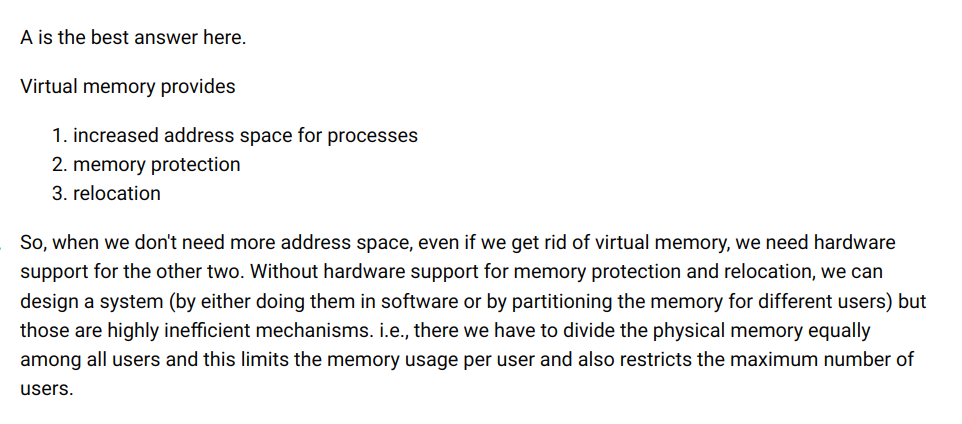 A is the best answer here.
Virtual memory provides
1. increased address space for processes
2. memory protection
3. relocation
So, when we don't need more address space, even if we get rid of virtual memory, we need hardware
support for the other two. Without hardware support for memory protection and relocation, we can
design a system (by either doing them in software or by partitioning the memory for different users) but
those are highly inefficient mechanisms. i.e., there we have to divide the physical memory equally
among all users and this limits the memory usage per user and also restricts the maximum number of
users.